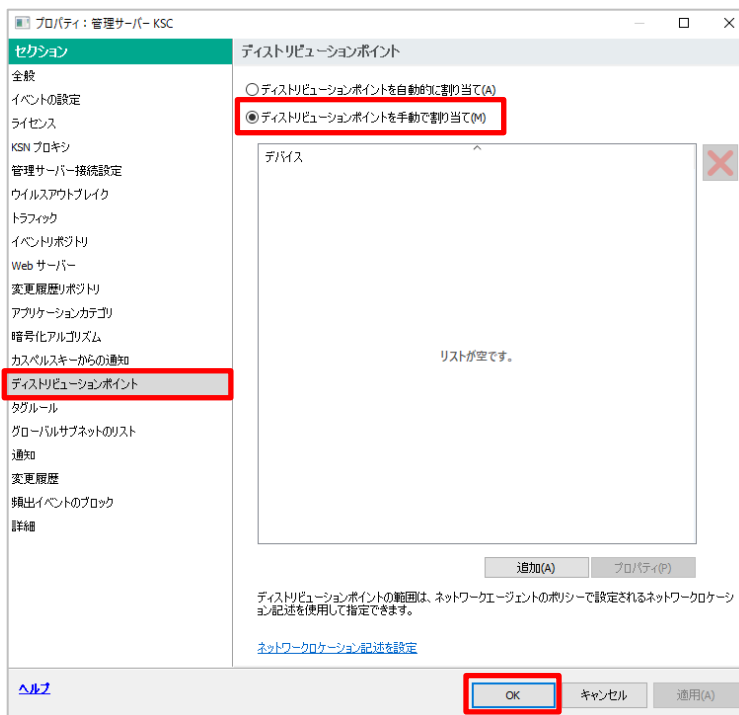 プロパティ：管理サーバー KSC
セクション
全般
イベントの設定
ライセンス
KSN プロキシ
管理サーバー接続設定
ウイルスアウトブレイク
トラフィック
イベントリポジトリ
Web サーバー
変更履歴リポジトリ
アプリケーションカテゴリ
暗号化アルゴリズム
カスペルスキーからの通知
ディストリビューションポイント
タグルール
グローバルサブネットのリスト
通知
変更履歴
頻出イベントのブロック
詳細
ディストリビューションポイント
ディストリビューションポイントを自動的に割り当て(A)
ディストリビューションポイントを手動で割り当て(M)
デバイス
リストが空です。
追加(A)
プロパティ(P)
ディストリビューションポイントの範囲は、ネットワークエージェントのポリシーで設定されるネットワークロケーシ
ョン記述を使用して指定できます。
ネットワークロケーション記述を設定
ヘルプ
OK
キャンセル
適用(A)